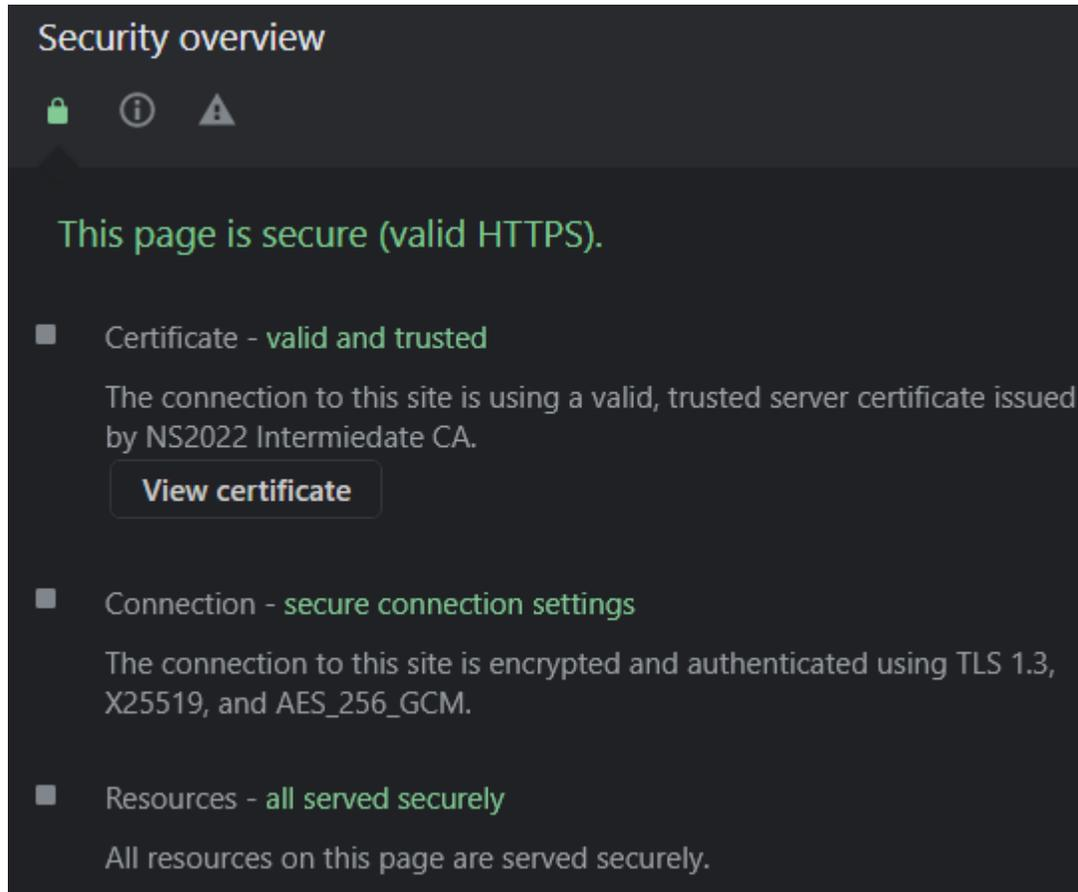 Security overview
This page is secure (valid HTTPS).
Certificate - valid and trusted
The connection to this site is using a valid, trusted server certificate issued
by NS2022 Intermiedate CA.
View certificate
Connection - secure connection settings
The connection to this site is encrypted and authenticated using TLS 1.3,
X25519, and AES_256_GCM.
Resources - all served securely
All resources on this page are served securely.